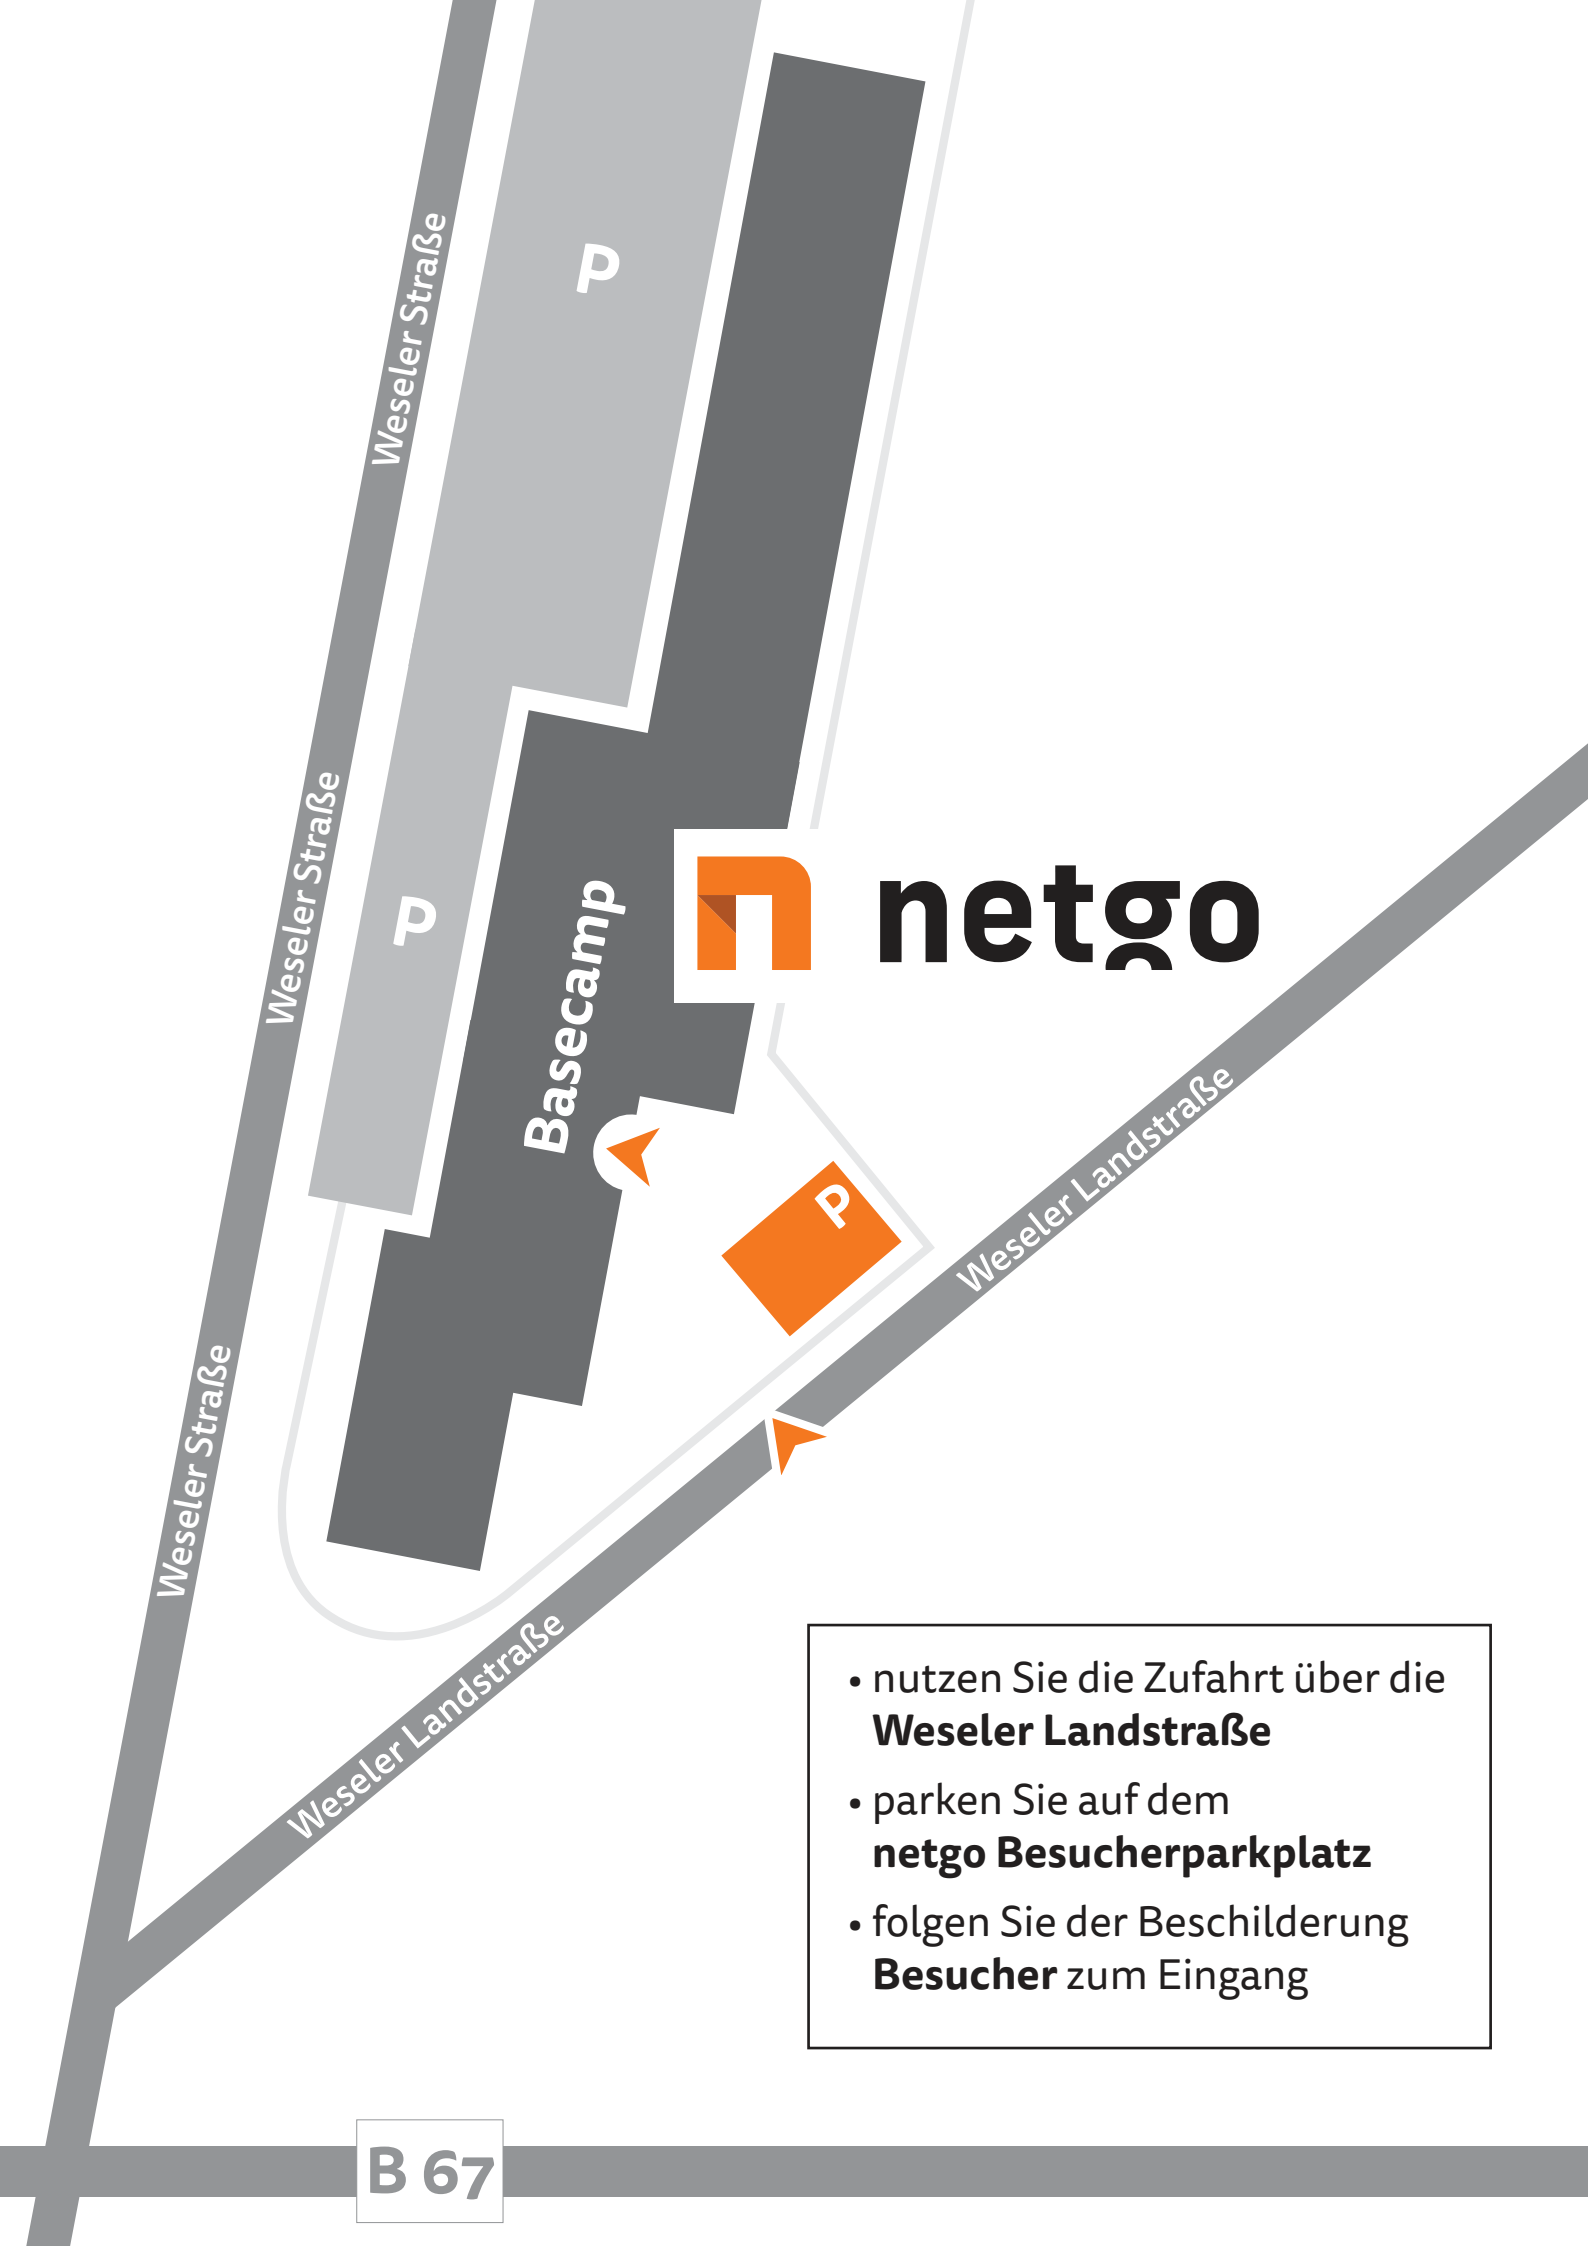 P
Weseler Straße
Weseler Straße
P
Basecamp
netgo
Weseler Landstraße
P
Weseler Straße
Weseler Landstraße
• nutzen Sie die Zufahrt über die
Weseler Landstraße
• parken Sie auf dem
netgo Besucherparkplatz
• folgen Sie der Beschilderung
Besucher zum Eingang
B 67